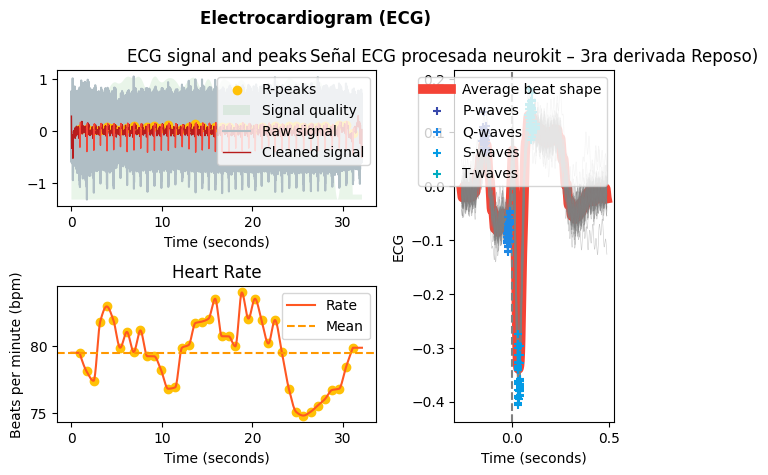 Electrocardiogram (ECG)
ECG signal and peaks
Señal ECG procesada neurokit – 3ra derivada Reposo)
1
0
−1
R-peaks
Signal quality
Raw signal
Cleaned signal
0
10
20
30
Time (seconds)
Heart Rate
Beats per minute (bpm)
80
75
Rate
Mean
0
10
20
30
Time (seconds)
Average beat shape
P-waves
Q-waves
S-waves
T-waves
ECG
0.2
0.0
−0.1
−0.2
−0.3
−0.4
0.0
0.5
Time (seconds)